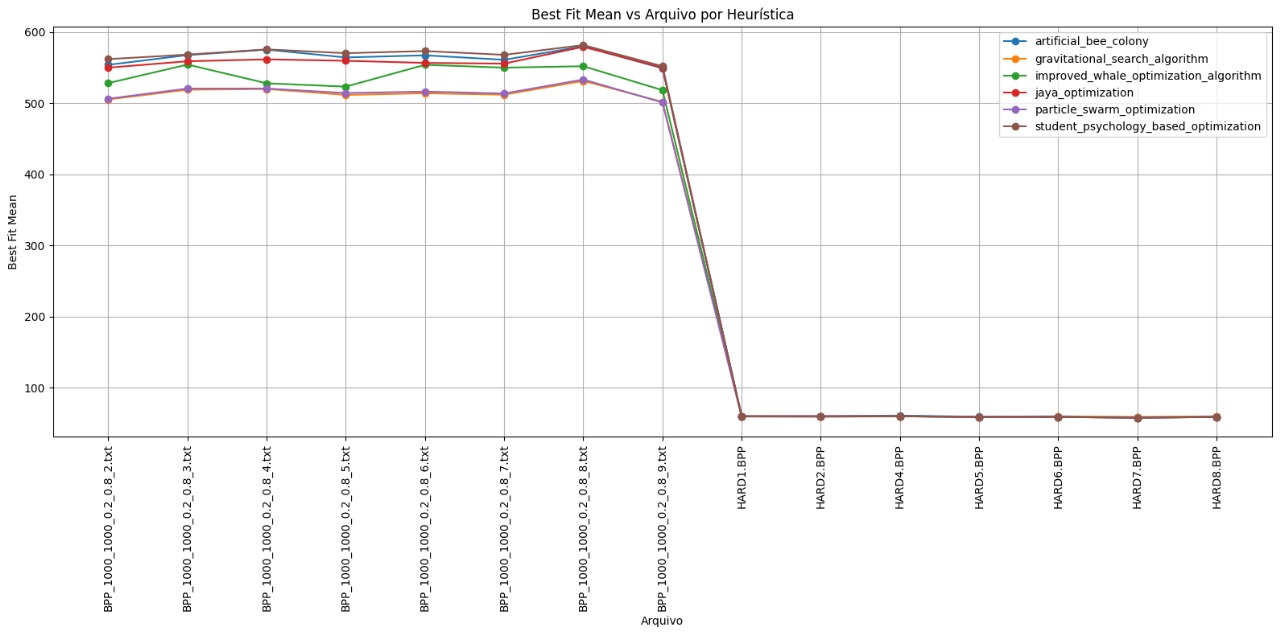 Best Fit Mean vs Arquivo por Heurística
artificial_bee_colony
gravitational_search_algorithm
improved_whale_optimization_algorithm
jaya_optimization
particle_swarm_optimization
student_psychology_based_optimization
Best Fit Mean
600
500
400
300
200
100
BPP_1000_1000_0.2_0.8_2.txt
BPP_1000_1000_0.2_0.8_3.txt
BPP_1000_1000_0.2_0.8_4.txt
BPP_1000_1000_0.2_0.8_5.txt
BPP_1000_1000_0.2_0.8_6.txt
BPP_1000_1000_0.2_0.8_7.txt
BPP_1000_1000_0.2_0.8_8.txt
BPP_1000_1000_0.2_0.8_9.txt
HARD1.BPP
HARD2.BPP
HARD4.BPP
HARD5.BPP
HARD6.BPP
HARD7.BPP
HARD8.BPP
Arquivo